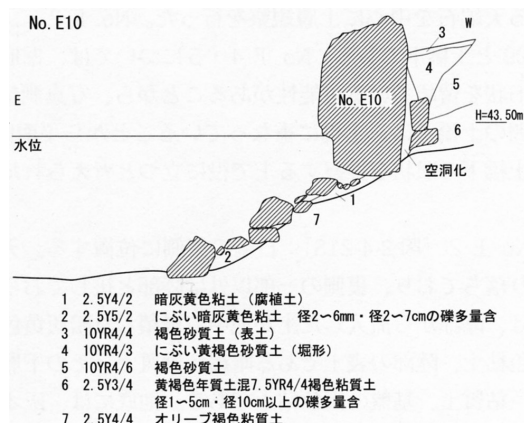 No. E10
W
3
4
5
No. E10
E
H=43.50m
6
水位
空洞化
1
7
2
1 2.5Y4/2 暗灰黄色粘土（腐植土）
2 2.5Y5/2 にぶい暗灰黄色土 径2〜6mm・径2〜7cmの礫多量含
3 10YR4/4 褐色砂質土（表土）
4 10YR4/3 にぶい黄褐色砂質土（堀形）
5 10YR4/6 褐色砂質土
6 2.5Y3/4 黄褐色年質土混7.5YR4/4褐色粘質土
径1〜5cm・径10cm以上の礫多量含
7 2.5Y4/4 オリーブ褐色粘質土